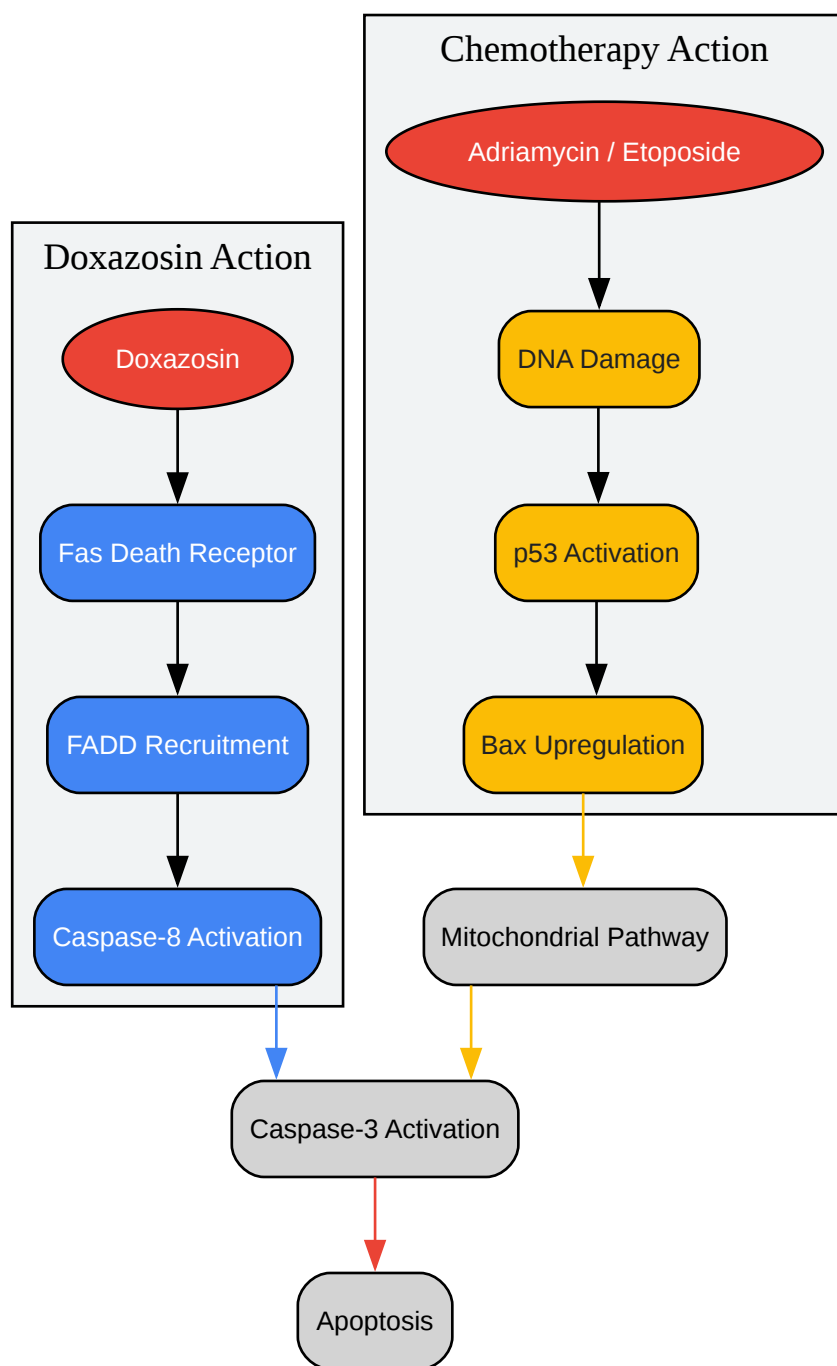 Chemotherapy Action
Adriamycin / Etoposide
Doxazosin Action
Doxazosin
DNA Damage
Fas Death Receptor
p53 Activation
FADD Recruitment
Bax Upregulation
Caspase-8 Activation
Mitochondrial Pathway
Caspase-3 Activation
Apoptosis